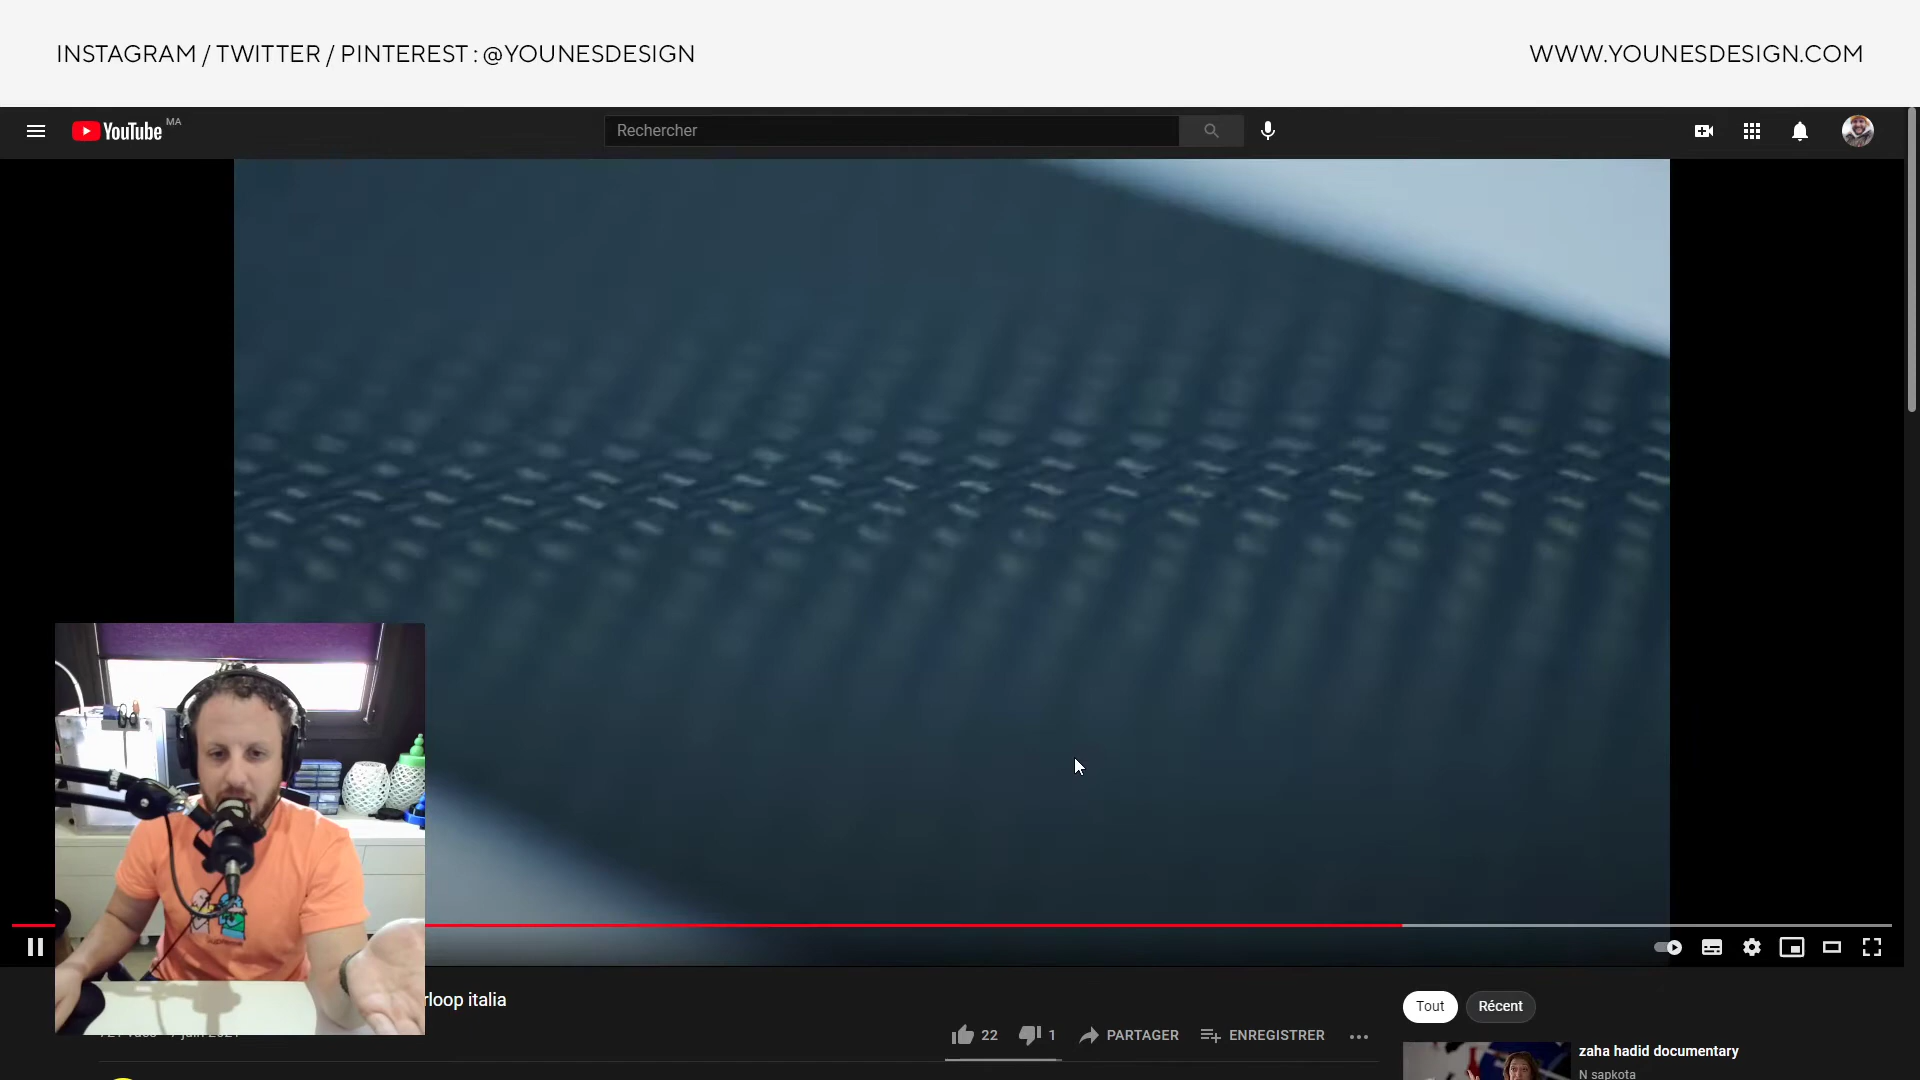 INSTAGRAM / TWITTER / PINTEREST : @YOUNESDESIGN
WWW.YOUNESDESIGN.COM
YouTube MA
Rechercher
rloop italia
22
1
PARTAGER
ENREGISTRER
Tout
Récent
zaha hadid documentary
N sapkota